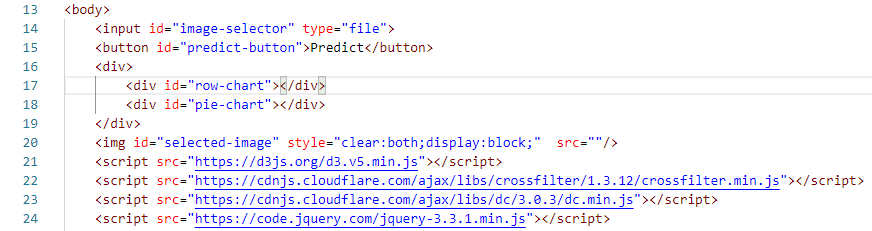 13 <body>
14     <input id="image-selector" type="file">
15     <button id="predict-button">Predict</button>
16     <div>
17         <div id="row-chart"></div>
18         <div id="pie-chart"></div>
19     </div>
20     <img id="selected-image" style="clear:both;display:block;"  src=""/>
21     <script src="https://d3js.org/d3.v5.min.js"></script>
22     <script src="https://cdnjs.cloudflare.com/ajax/libs/crossfilter/1.3.12/crossfilter.min.js"></script>
23     <script src="https://cdnjs.cloudflare.com/ajax/libs/dc/3.0.3/dc.min.js"></script>
24     <script src="https://code.jquery.com/jquery-3.3.1.min.js"></script>